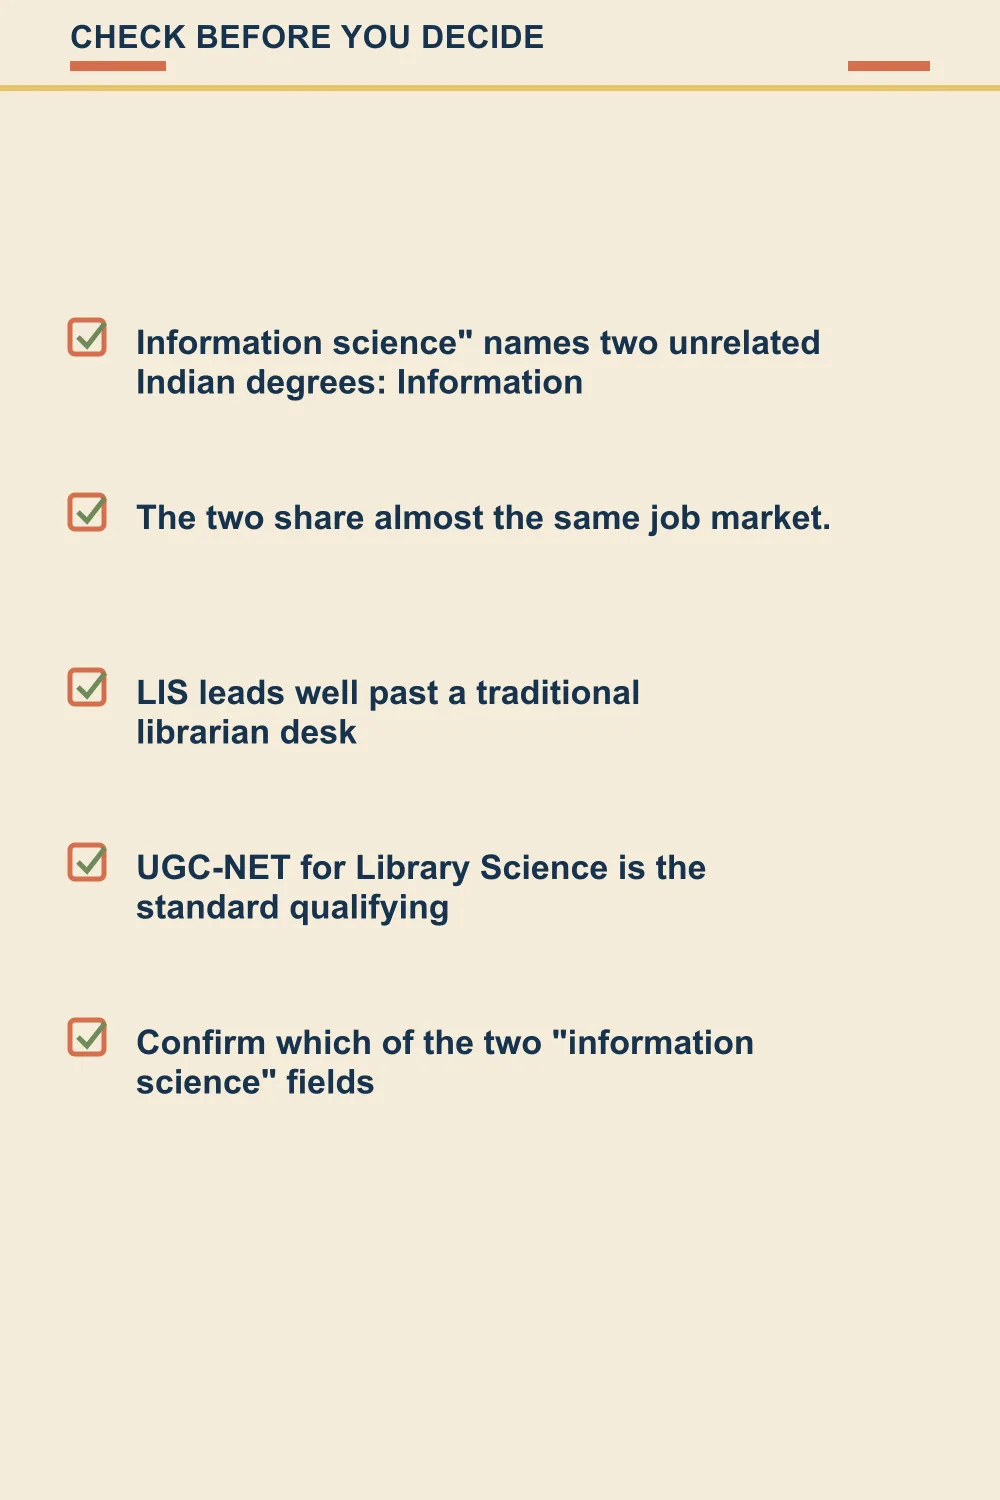 CHECK BEFORE YOU DECIDE
Information science" names two unrelated
Indian degrees: Information
The two share almost the same job market.
LIS leads well past a traditional
librarian desk
UGC-NET for Library Science is the
standard qualifying
Confirm which of the two "information
science" fields